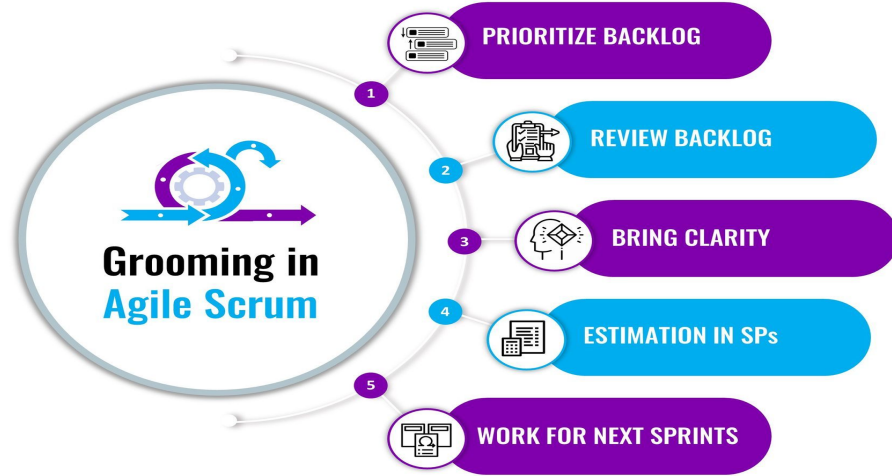 Grooming in
Agile Scrum
1
PRIORITIZE BACKLOG
2
REVIEW BACKLOG
3
BRING CLARITY
4
ESTIMATION IN SPs
5
WORK FOR NEXT SPRINTS